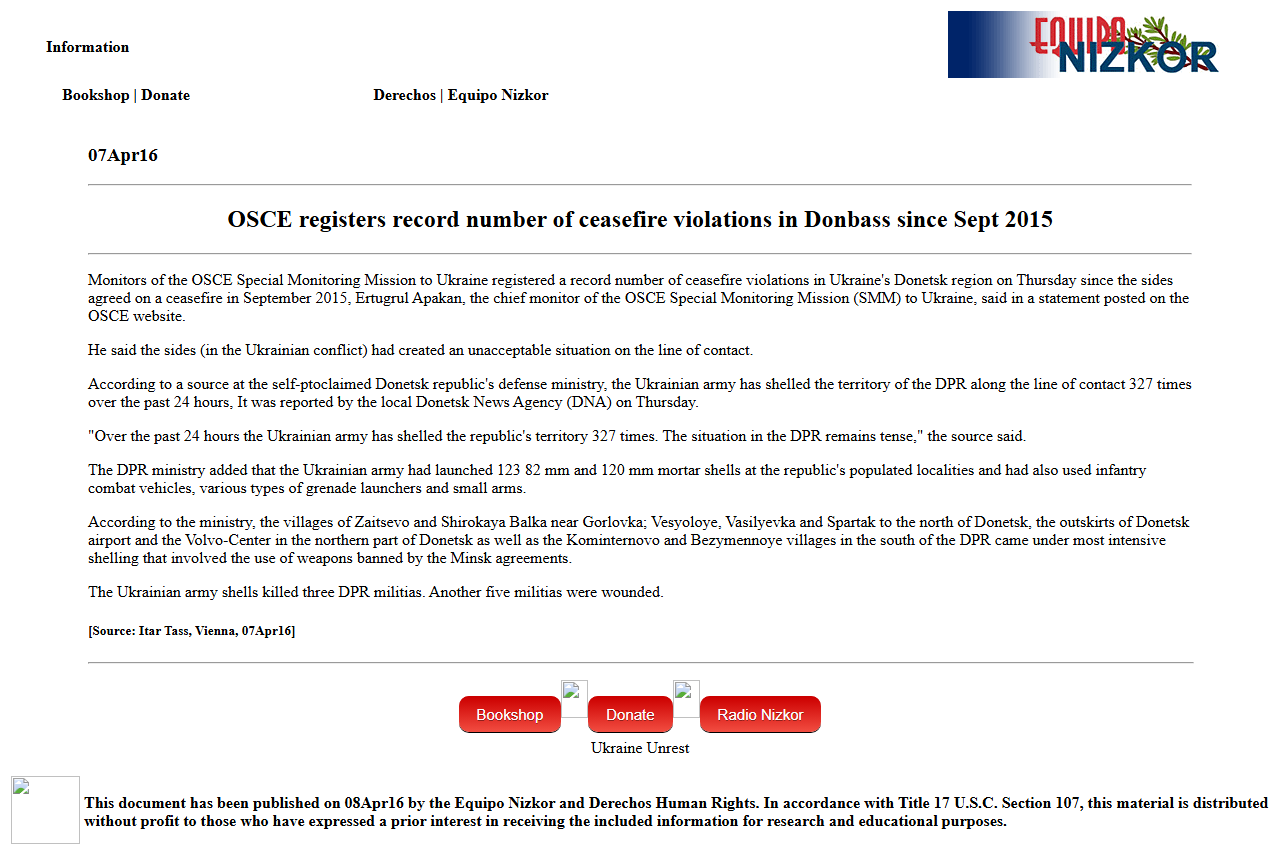 Information
EQUIPO
NIZKOR
Bookshop | Donate
Derechos | Equipo Nizkor
07Apr16
OSCE registers record number of ceasefire violations in Donbass since Sept 2015
Monitors of the OSCE Special Monitoring Mission to Ukraine registered a record number of ceasefire violations in Ukraine's Donetsk region on Thursday since the sides
agreed on a ceasefire in September 2015, Ertugrul Apakan, the chief monitor of the OSCE Special Monitoring Mission (SMM) to Ukraine, said in a statement posted on the
OSCE website.
He said the sides (in the Ukrainian conflict) had created an unacceptable situation on the line of contact.
According to a source at the self-ptoclaimed Donetsk republic's defense ministry, the Ukrainian army has shelled the territory of the DPR along the line of contact 327 times
over the past 24 hours, It was reported by the local Donetsk News Agency (DNA) on Thursday.
"Over the past 24 hours the Ukrainian army has shelled the republic's territory 327 times. The situation in the DPR remains tense," the source said.
The DPR ministry added that the Ukrainian army had launched 123 82 mm and 120 mm mortar shells at the republic's populated localities and had also used infantry
combat vehicles, various types of grenade launchers and small arms.
According to the ministry, the villages of Zaitsevo and Shirokaya Balka near Gorlovka; Vesyoloye, Vasilyevka and Spartak to the north of Donetsk, the outskirts of Donetsk
airport and the Volvo-Center in the northern part of Donetsk as well as the Kominternovo and Bezymennoye villages in the south of the DPR came under most intensive
shelling that involved the use of weapons banned by the Minsk agreements.
The Ukrainian army shells killed three DPR militias. Another five militias were wounded.
[Source: Itar Tass, Vienna, 07Apr16]
Bookshop
Donate
Radio Nizkor
Ukraine Unrest
This document has been published on 08Apr16 by the Equipo Nizkor and Derechos Human Rights. In accordance with Title 17 U.S.C. Section 107, this material is distributed
without profit to those who have expressed a prior interest in receiving the included information for research and educational purposes.